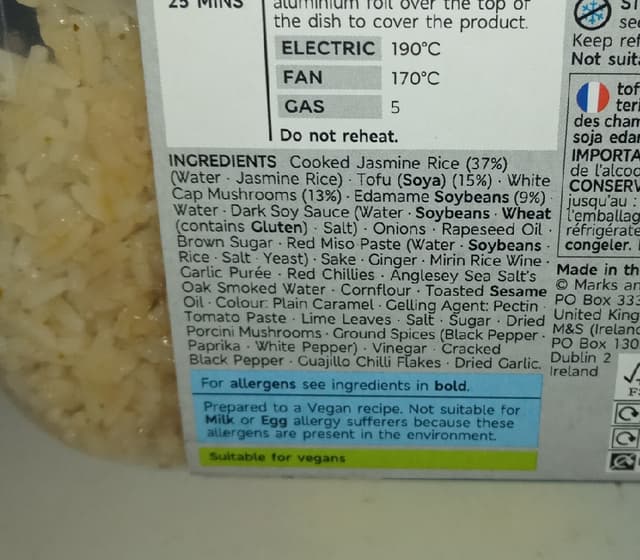 25 MINS
aluminium foil over the top of
the dish to cover the product.
ELECTRIC 190°C
FAN 170°C
GAS 5
Do not reheat.
INGREDIENTS Cooked Jasmine Rice (37%)
(Water · Jasmine Rice) · Tofu (Soya) (15%) · White
Cap Mushrooms (13%) · Edamame Soybeans (9%) ·
Water · Dark Soy Sauce (Water · Soybeans · Wheat
(contains Gluten) · Salt) · Onions · Rapeseed Oil ·
Brown Sugar · Red Miso Paste (Water · Soybeans ·
Rice · Salt · Yeast) · Sake · Ginger · Mirin Rice Wine ·
Garlic Purée · Red Chillies · Anglesey Sea Salt's
Oak Smoked Water · Cornflour · Toasted Sesame
Oil · Colour: Plain Caramel · Gelling Agent: Pectin ·
Tomato Paste · Lime Leaves · Salt · Sugar · Dried
Porcini Mushrooms · Ground Spices (Black Pepper ·
Paprika · White Pepper) · Vinegar · Cracked
Black Pepper · Guajillo Chilli Flakes · Dried Garlic.
For allergens see ingredients in bold.
Prepared to a Vegan recipe. Not suitable for
Milk or Egg allergy sufferers because these
allergens are present in the environment.
Suitable for vegans
Keep ref
Not suit
tof
des cham
soja edar
IMPORTA
de l'alcoo
CONSERV
jusqu'au :
l'emballag
réfrigérate
congeler.
Made in th
© Marks an
PO Box 333
United King
M&S (Irelan
PO Box 130
Dublin 2
Ireland